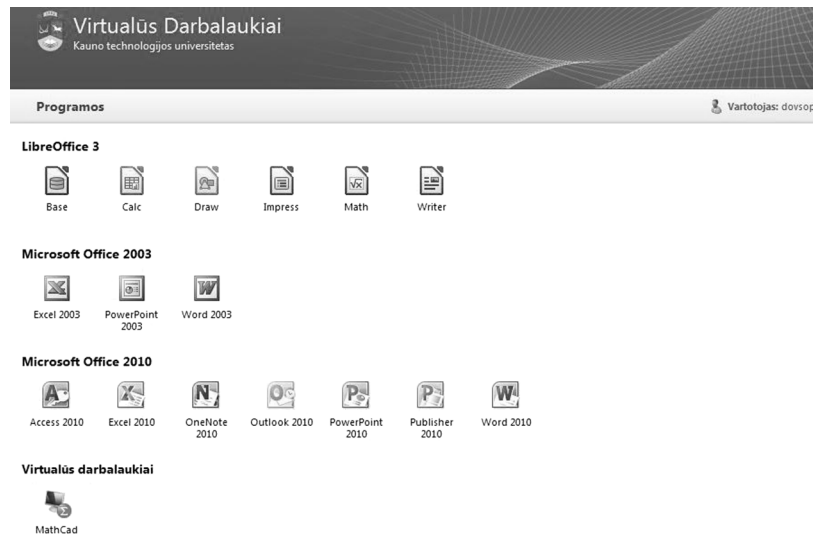 Virtualūs Darbalaukiai
Kauno technologijos universitetas
Programos
Vartotojas: dovsop
LibreOffice 3
Base Calc Draw Impress Math Writer
Microsoft Office 2003
Excel 2003 PowerPoint 2003 Word 2003
Microsoft Office 2010
Access 2010 Excel 2010 OneNote 2010 Outlook 2010 PowerPoint 2010 Publisher 2010 Word 2010
Virtualūs darbalaukiai
MathCad